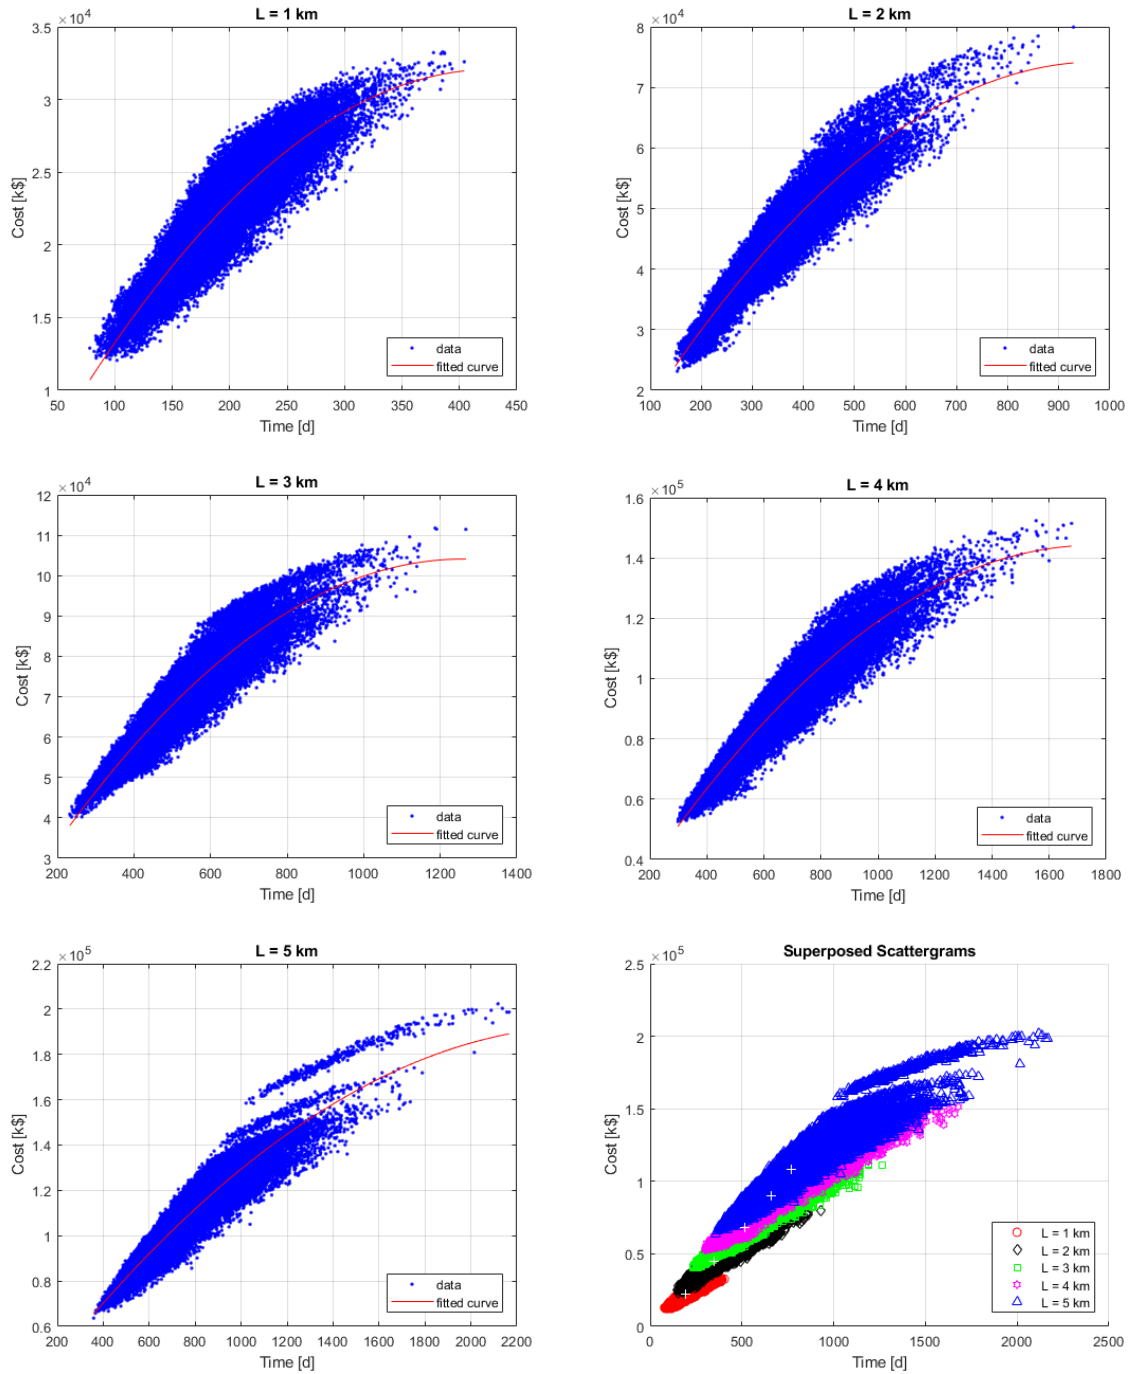 L = 1 km
×10^4
3.5
3
2.5
2
1.5
1
Cost [k$]
50 100 150 200 250 300 350 400 450
Time [d]
data
fitted curve
L = 2 km
×10^4
8
7
6
5
4
3
2
Cost [k$]
100 200 300 400 500 600 700 800 900 1000
Time [d]
data
fitted curve
L = 3 km
×10^4
12
11
10
9
8
7
6
5
4
3
Cost [k$]
200 400 600 800 1000 1200 1400
Time [d]
data
fitted curve
L = 4 km
×10^5
1.6
1.4
1.2
1
0.8
0.6
0.4
Cost [k$]
200 400 600 800 1000 1200 1400 1600 1800
Time [d]
data
fitted curve
L = 5 km
×10^5
2.2
2
1.8
1.6
1.4
1.2
1
0.8
0.6
Cost [k$]
200 400 600 800 1000 1200 1400 1600 1800 2000 2200
Time [d]
data
fitted curve
Superposed Scattergrams
×10^5
2.5
2
1.5
1
0.5
0
Cost [k$]
0 500 1000 1500 2000 2500
Time [d]
L = 1 km
L = 2 km
L = 3 km
L = 4 km
L = 5 km